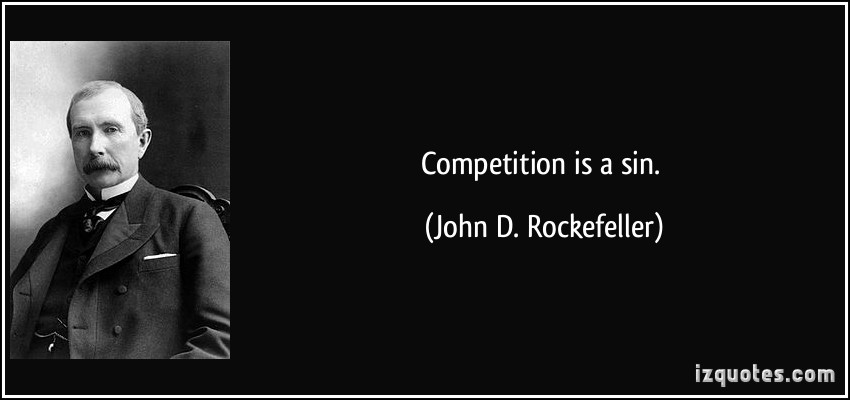 Competition is a sin.
(John D. Rockefeller)
izquotes.com